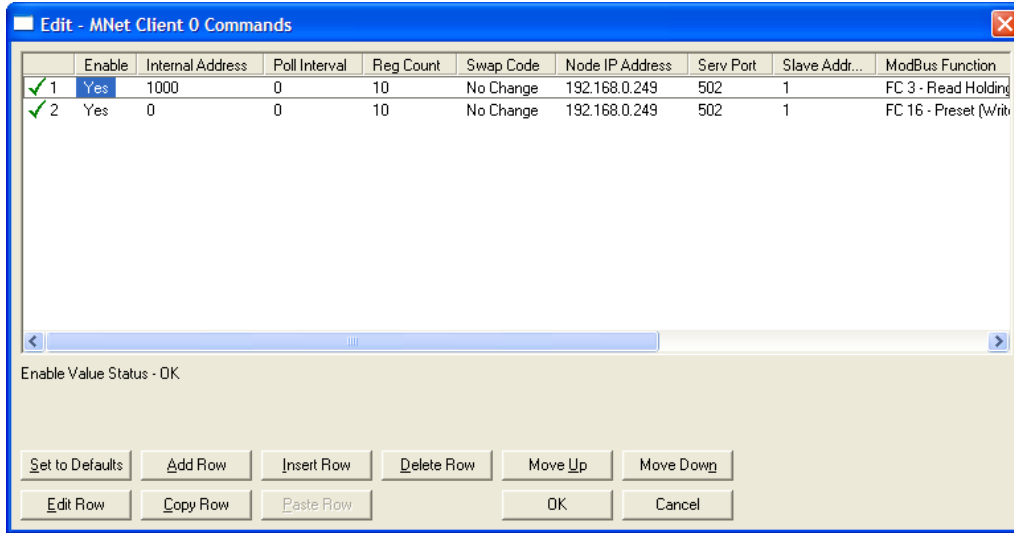 Edit - MNet Client 0 Commands
Enable Internal Address Poll Interval Reg Count Swap Code Node IP Address Serv Port Slave Addr... ModBus Function
1 Yes 1000 0 10 No Change 192.168.0.249 502 1 FC 3 - Read Holding
2 Yes 0 0 10 No Change 192.168.0.249 502 1 FC 16 - Preset (Write
Enable Value Status - OK
Set to Defaults Add Row Insert Row Delete Row Move Up Move Down
Edit Row Copy Row Paste Row OK Cancel